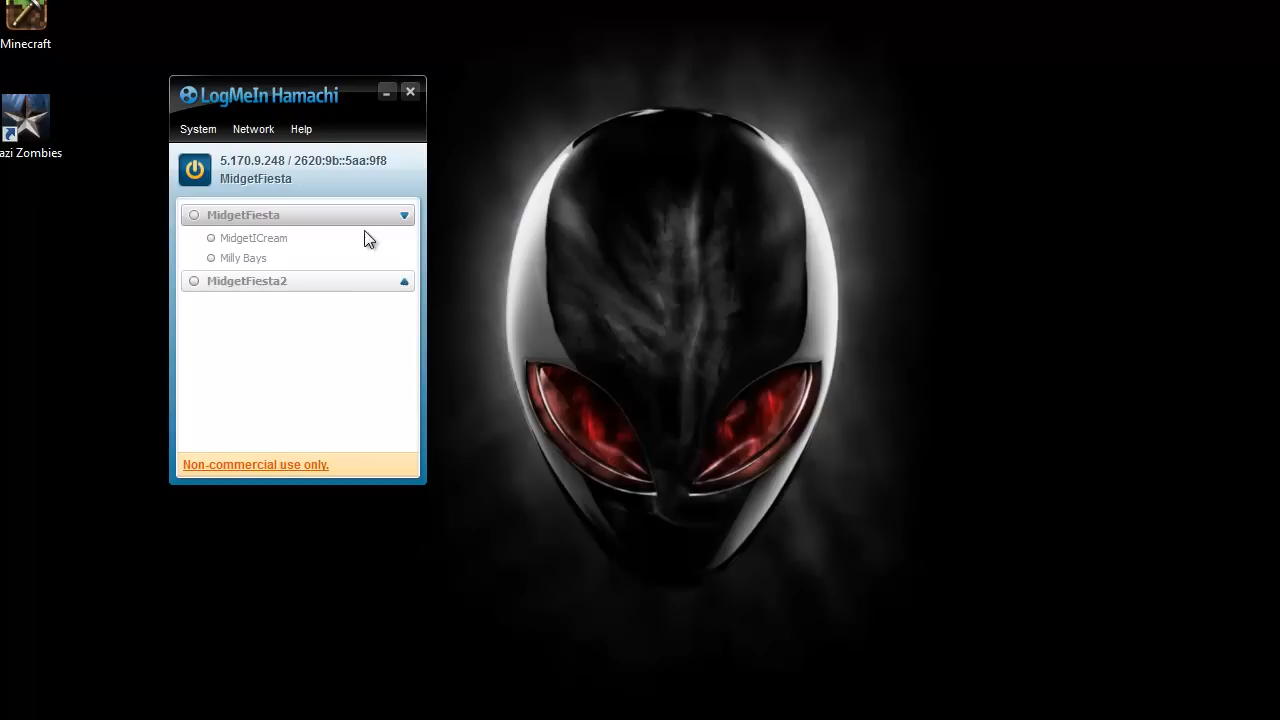 Minecraft
azi Zombies
LogMeIn Hamachi
System Network Help
5.170.9.248 / 2620:9b::5aa:9f8
MidgetFiesta
MidgetFiesta
MidgetICream
Milly Bays
MidgetFiesta2
Non-commercial use only.